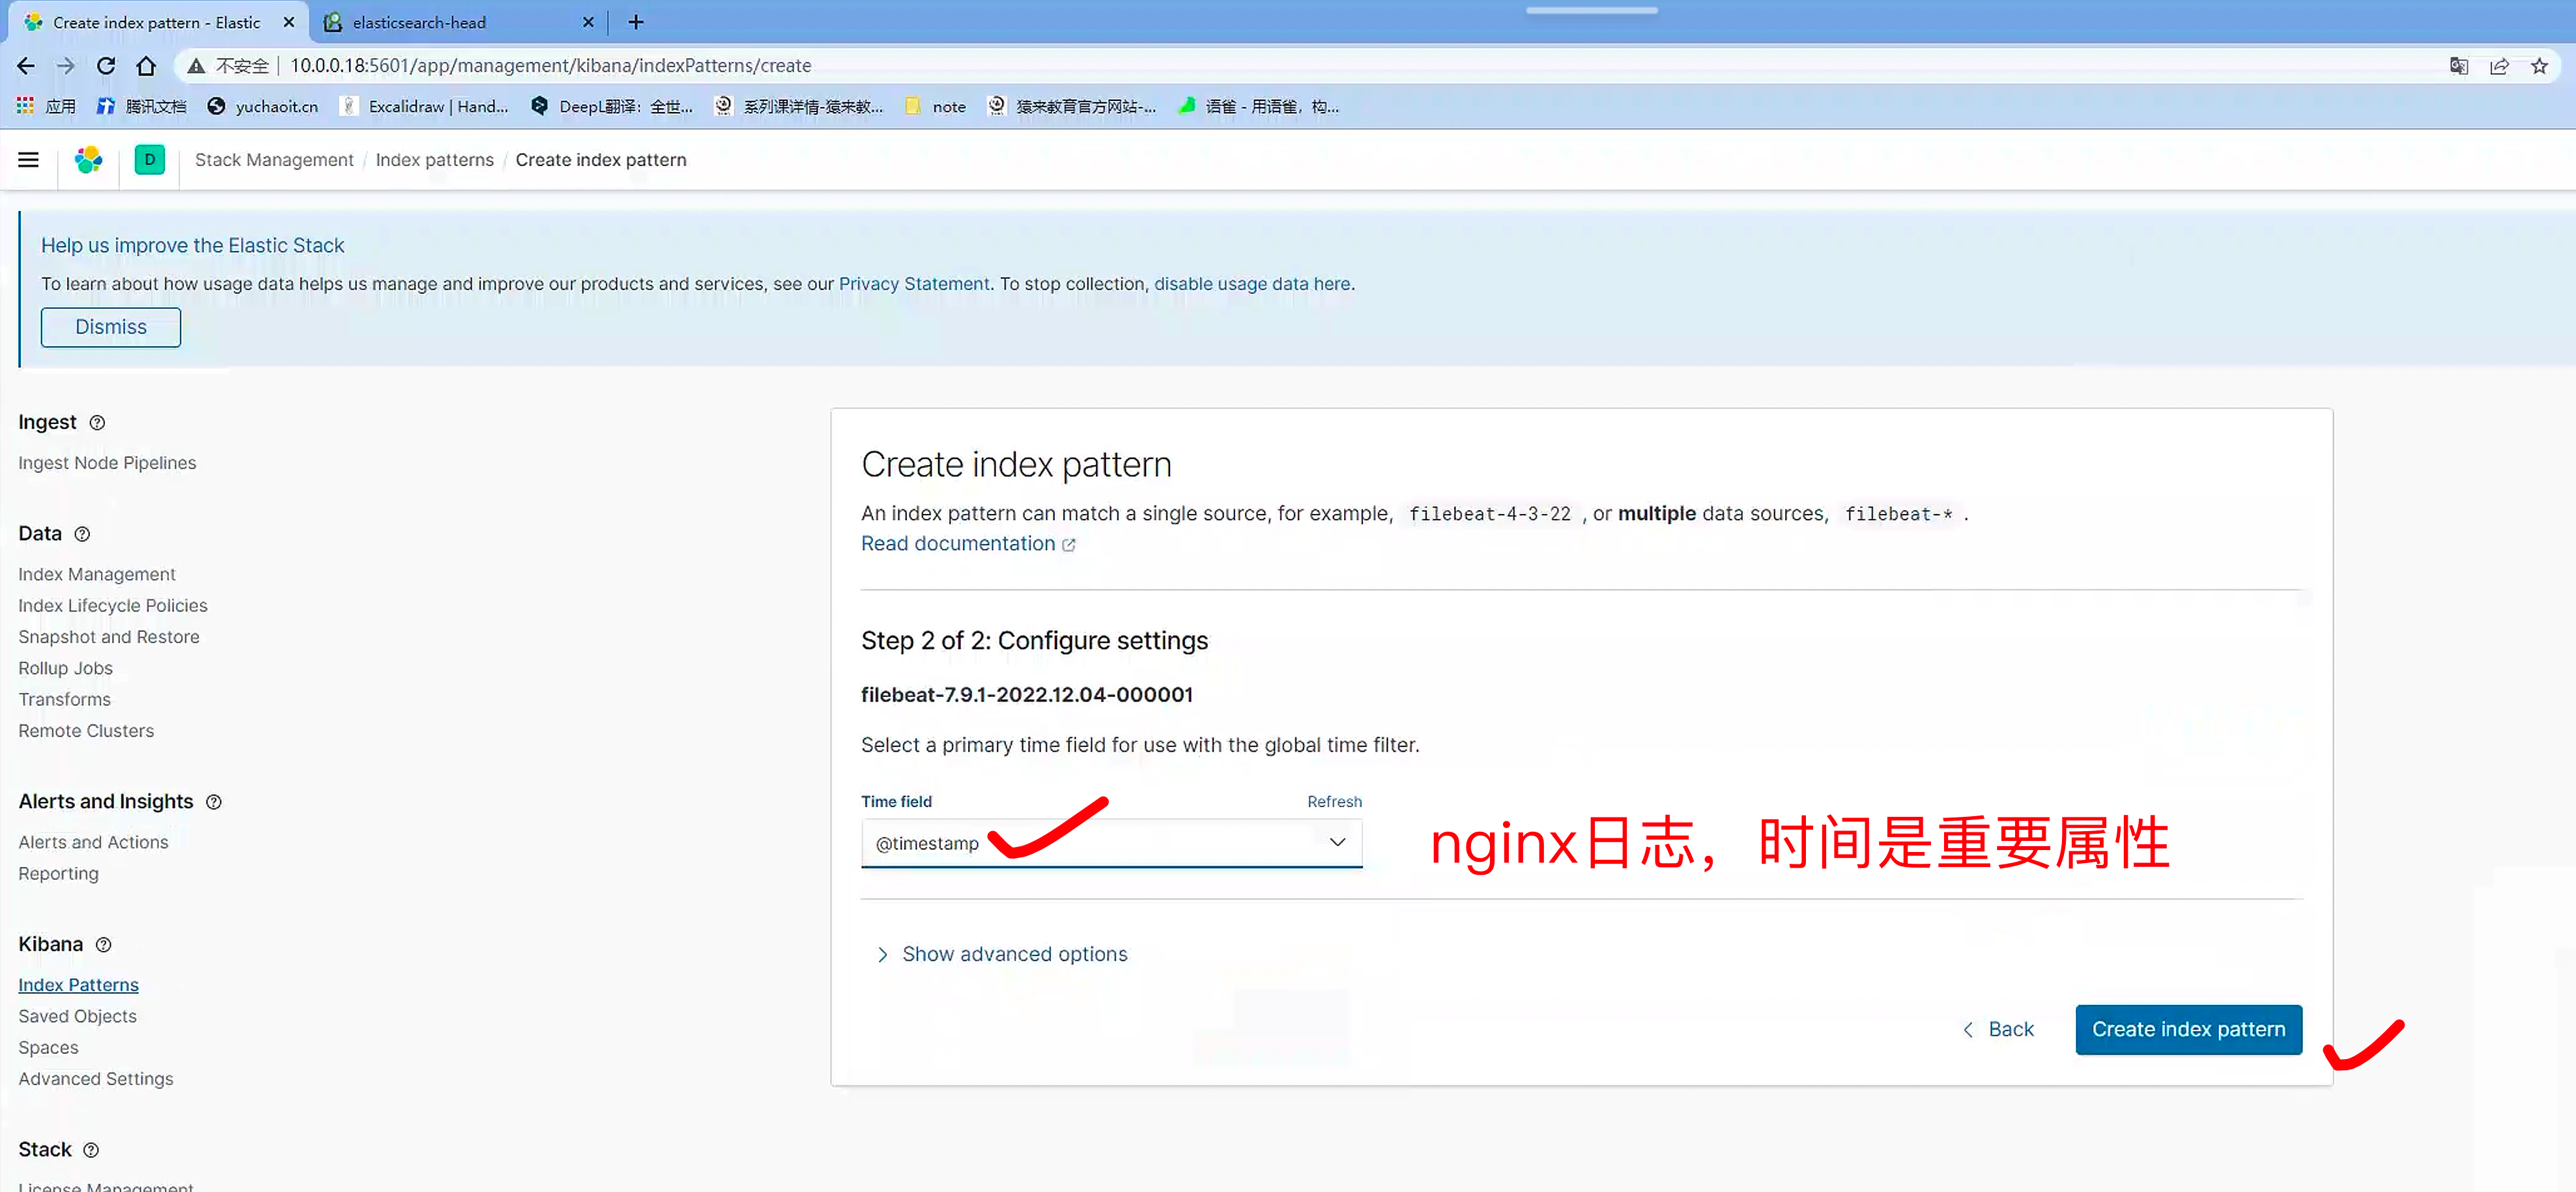 Create index pattern - Elastic
elasticsearch-head
不安全 | 10.0.0.18:5601/app/management/kibana/indexPatterns/create
应用 腾讯文档 yuchaoit.cn Excalidraw | Hand... DeepL翻译：全世... 系列课详情-猿来教... note 猿来教育官方网站-... 语雀 - 用语雀，构...
D Stack Management / Index patterns / Create index pattern
Help us improve the Elastic Stack
To learn about how usage data helps us manage and improve our products and services, see our Privacy Statement. To stop collection, disable usage data here.
Dismiss
Ingest
Ingest Node Pipelines
Data
Index Management
Index Lifecycle Policies
Snapshot and Restore
Rollup Jobs
Transforms
Remote Clusters
Alerts and Insights
Alerts and Actions
Reporting
Kibana
Index Patterns
Saved Objects
Spaces
Advanced Settings
Stack
License Management
Create index pattern
An index pattern can match a single source, for example, filebeat-4-3-22 , or multiple data sources, filebeat-* .
Read documentation
Step 2 of 2: Configure settings
filebeat-7.9.1-2022.12.04-000001
Select a primary time field for use with the global time filter.
Time field
Refresh
@timestamp
nginx日志，时间是重要属性
Show advanced options
Back
Create index pattern